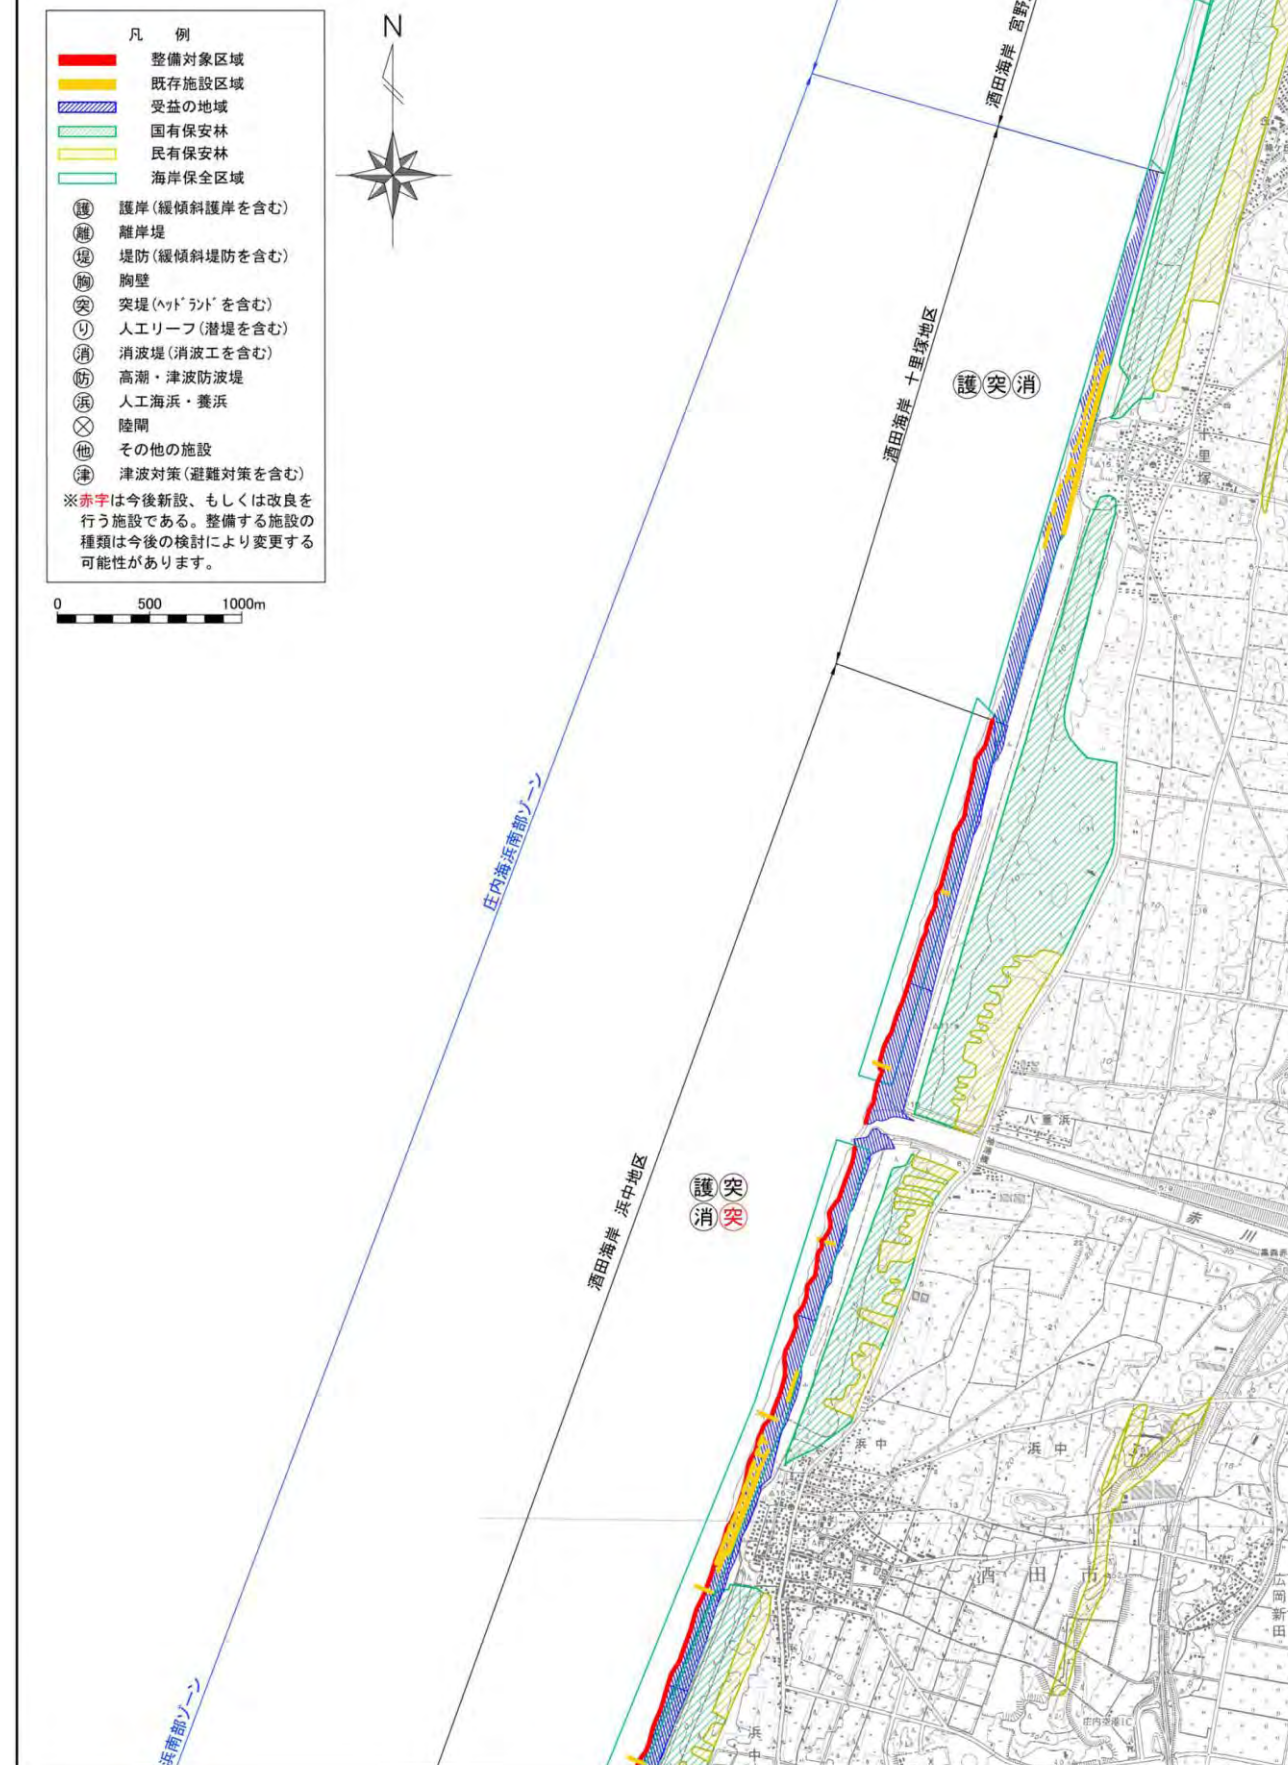 凡 例
整備対象区域
既存施設区域
受益の地域
国有保安林
民有保安林
海岸保全区域
護 護岸(緩傾斜護岸を含む)
離 離岸堤
堤 堤防(緩傾斜堤防を含む)
胸 胸壁
突 突堤(ﾍｯﾄﾞﾗﾝﾄﾞを含む)
り 人工リーフ(潜堤を含む)
消 消波堤(消波工を含む)
防 高潮・津波防波堤
浜 人工海浜・養浜
陸閘
他 その他の施設
津 津波対策(避難対策を含む)
※赤字は今後新設、もしくは改良を
行う施設である。整備する施設の
種類は今後の検討により変更する
可能性があります。
0 500 1000m
N
酒田海岸 宮野
酒田海岸 十里塚地区
護突消
十里塚
庄内海浜南部ゾーン
酒田海岸 浜中地区
護突
消突
八重浜
赤川
浜中
浜中
酒田市
広岡新田
庄内空港IC
浜中
浜南部ゾーン